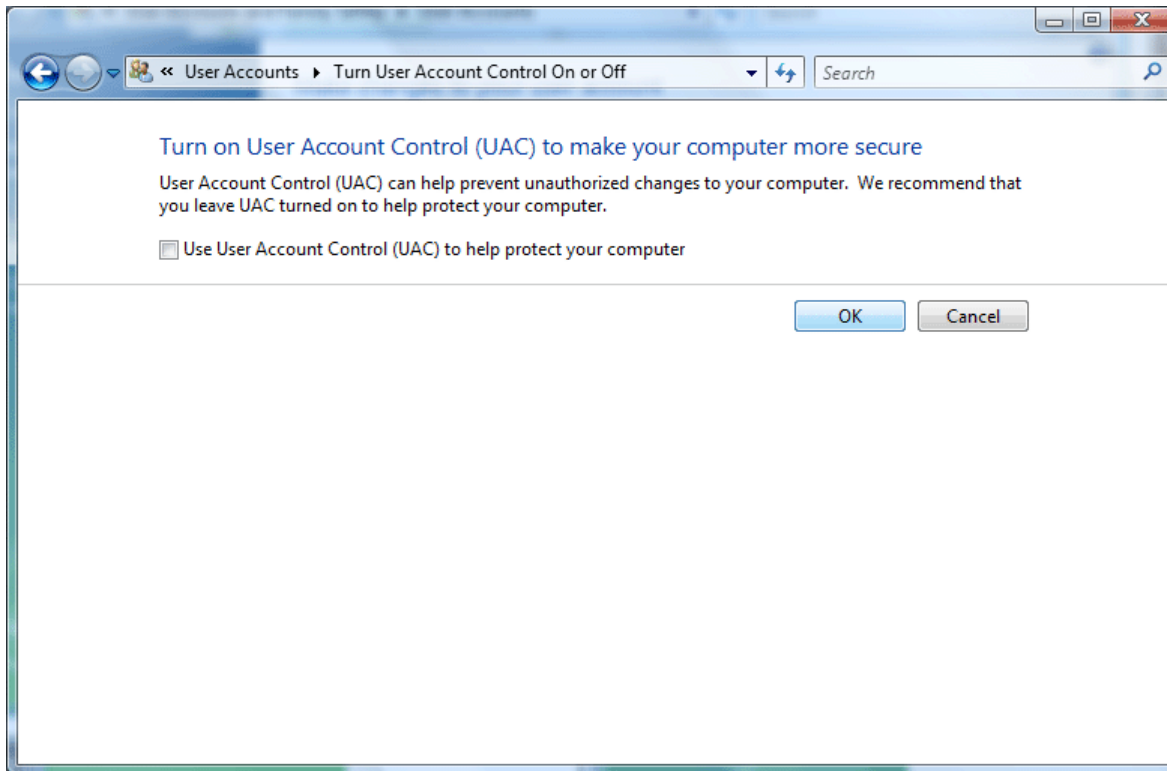 « User Accounts ▸ Turn User Account Control On or Off
Search
Turn on User Account Control (UAC) to make your computer more secure
User Account Control (UAC) can help prevent unauthorized changes to your computer. We recommend that
you leave UAC turned on to help protect your computer.
Use User Account Control (UAC) to help protect your computer
OK
Cancel